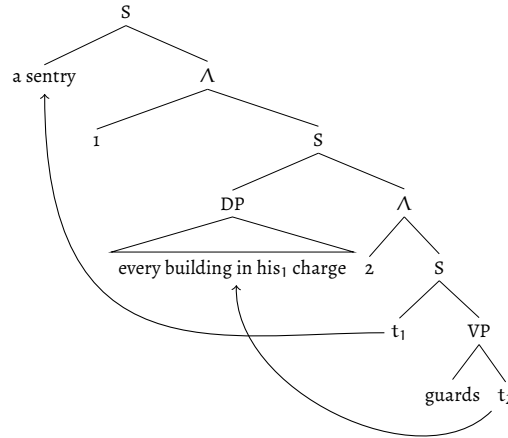 S
a sentry Λ
1 S
DP Λ
every building in his₁ charge 2 S
t₁ VP
guards t₂